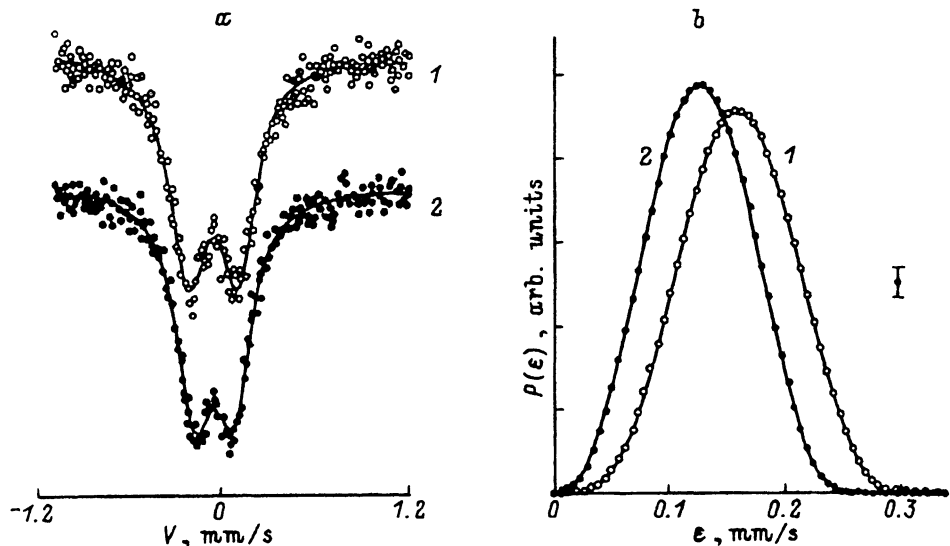 a
1
2
-1.2
0
1.2
V, mm/s
b
2
1
P(ε), arb. units
0
0.1
0.2
0.3
ε, mm/s